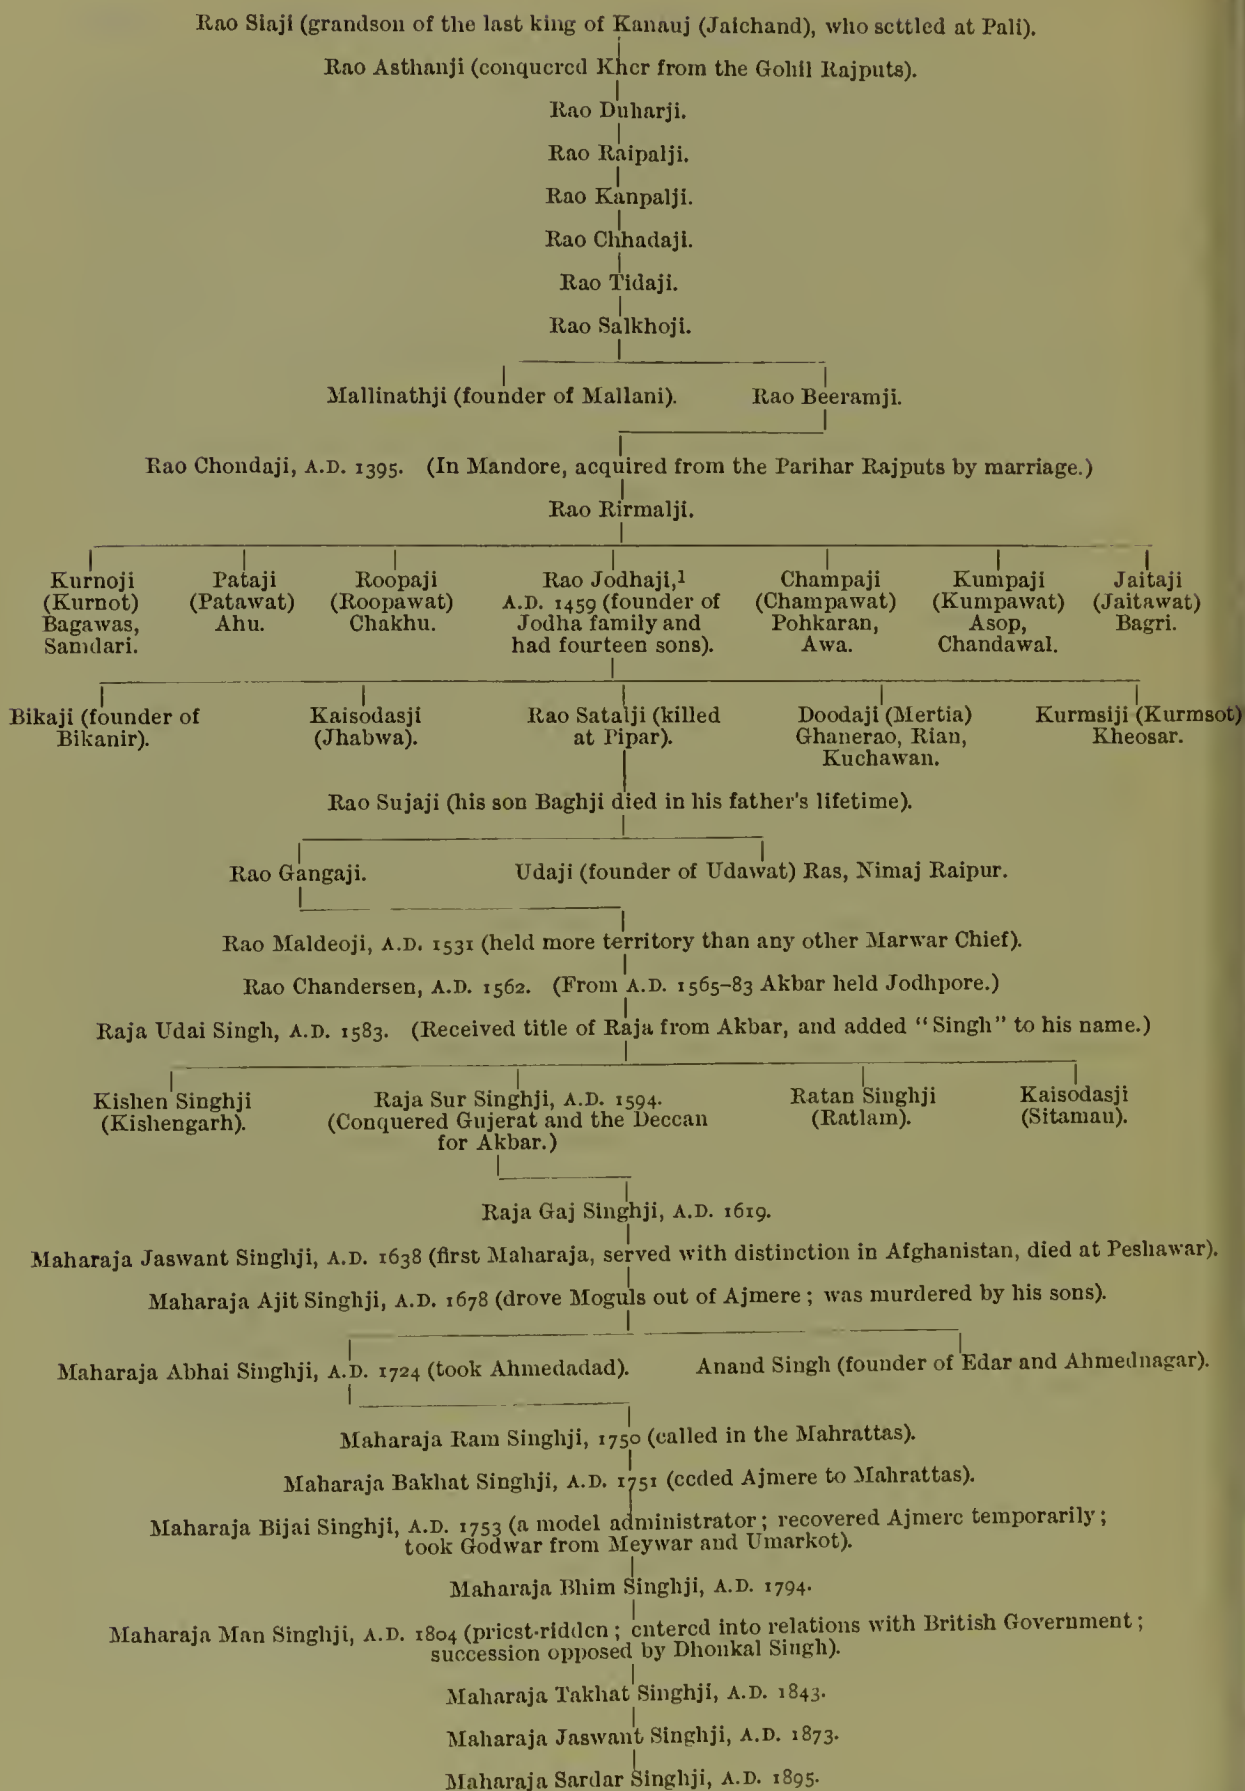 Rao Siaji (grandson of the last king of Kanauj (Jaichand), who settled at Pali).
Rao Asthanji (conquered Kher from the Gohil Rajputs).
Rao Duharji.
Rao Raipalji.
Rao Kanpalji.
Rao Chhadaji.
Rao Tidaji.
Rao Salkhoji.
Mallinathji (founder of Mallani). Rao Beeramji.
Rao Chondaji, A.D. 1395. (In Mandore, acquired from the Parihar Rajputs by marriage.)
Rao Rirmalji.
Kurnoji
(Kurnot)
Bagawas,
Samdari.
Pataji
(Patawat)
Ahu.
Roopaji
(Roopawat)
Chakhu.
Rao Jodhaji,¹
A.D. 1459 (founder of
Jodha family and
had fourteen sons).
Champaji
(Champawat)
Pohkaran,
Awa.
Kumpaji
(Kumpawat)
Asop,
Chandawal.
Jaitaji
(Jaitawat)
Bagri.
Bikaji (founder of
Bikanir).
Kaisodasji
(Jhabwa).
Rao Satalji (killed
at Pipar).
Doodaji (Mertia)
Ghanerao, Rian,
Kuchawan.
Kurmsiji (Kurmsot)
Kheosar.
Rao Sujaji (his son Baghji died in his father's lifetime).
Rao Gangaji. Udaji (founder of Udawat) Ras, Nimaj Raipur.
Rao Maldeoji, A.D. 1531 (held more territory than any other Marwar Chief).
Rao Chandersen, A.D. 1562. (From A.D. 1565-83 Akbar held Jodhpore.)
Raja Udai Singh, A.D. 1583. (Received title of Raja from Akbar, and added "Singh" to his name.)
Kishen Singhji
(Kishengarh).
Raja Sur Singhji, A.D. 1594.
(Conquered Gujerat and the Deccan
for Akbar.)
Ratan Singhji
(Ratlam).
Kaisodasji
(Sitamau).
Raja Gaj Singhji, A.D. 1619.
Maharaja Jaswant Singhji, A.D. 1638 (first Maharaja, served with distinction in Afghanistan, died at Peshawar).
Maharaja Ajit Singhji, A.D. 1678 (drove Moguls out of Ajmere; was murdered by his sons).
Maharaja Abhai Singhji, A.D. 1724 (took Ahmedadad). Anand Singh (founder of Edar and Ahmednagar).
Maharaja Ram Singhji, 1750 (called in the Mahrattas).
Maharaja Bakhat Singhji, A.D. 1751 (ceded Ajmere to Mahrattas).
Maharaja Bijai Singhji, A.D. 1753 (a model administrator; recovered Ajmere temporarily;
took Godwar from Meywar and Umarkot).
Maharaja Bhim Singhji, A.D. 1794.
Maharaja Man Singhji, A.D. 1804 (priest-ridden; entered into relations with British Government;
succession opposed by Dhonkal Singh).
Maharaja Takhat Singhji, A.D. 1843.
Maharaja Jaswant Singhji, A.D. 1873.
Maharaja Sardar Singhji, A.D. 1895.